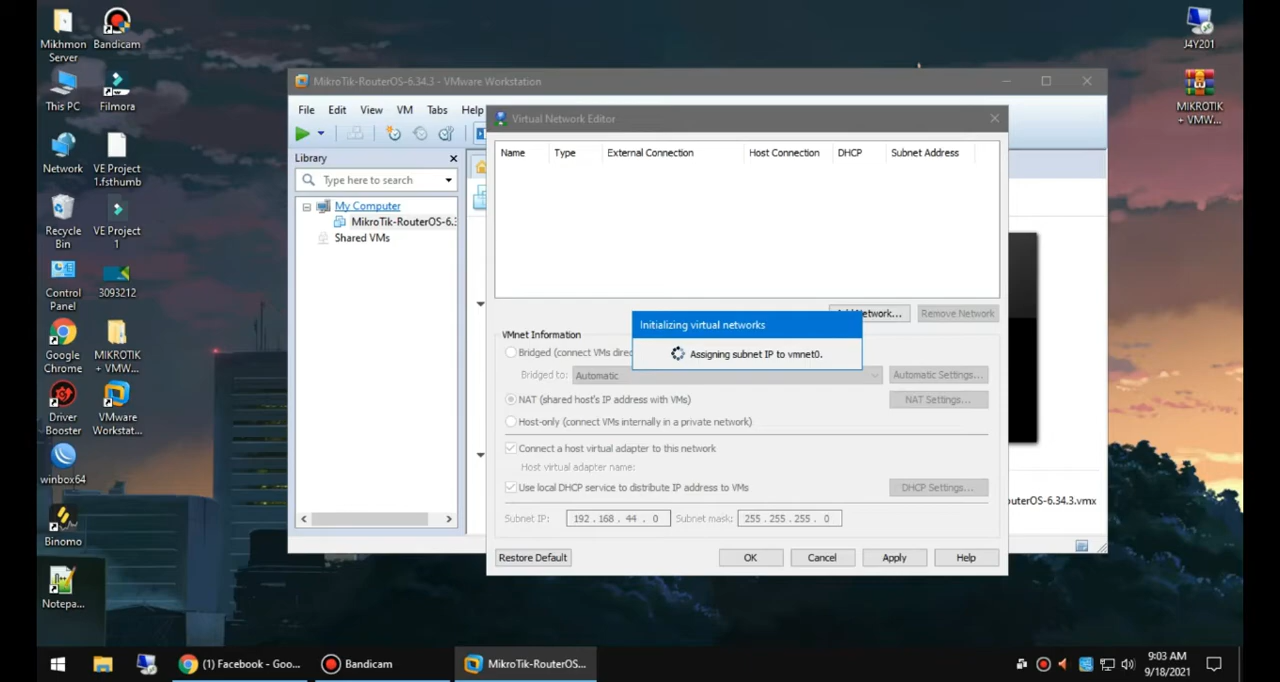 Mikhmon
Server
Bandicam
This PC
Filmora
Network
VE Project
1.fsthumb
Recycle
Bin
VE Project
1
Control
Panel
3093212
Google
Chrome
MIKROTIK
+ VMW...
Driver
Booster
VMware
Workstat...
winbox64
Binomo
Notepa...
J4Y201
MIKROTIK
+ VMW...
MikroTik-RouterOS-6.34.3 - VMware Workstation
File Edit View VM Tabs Help
Library
Type here to search
My Computer
MikroTik-RouterOS-6.3
Shared VMs
outerOS-6.34.3.vmx
Virtual Network Editor
Name Type External Connection Host Connection DHCP Subnet Address
Add Network... Remove Network
Initializing virtual networks
Assigning subnet IP to vmnet0.
VMnet Information
Bridged (connect VMs direc
Bridged to: Automatic Automatic Settings...
NAT (shared host's IP address with VMs) NAT Settings...
Host-only (connect VMs internally in a private network)
Connect a host virtual adapter to this network
Host virtual adapter name:
Use local DHCP service to distribute IP address to VMs DHCP Settings...
Subnet IP: 192 . 168 . 44 . 0 Subnet mask: 255 . 255 . 255 . 0
Restore Default OK Cancel Apply Help
(1) Facebook - Goo...
Bandicam
MikroTik-RouterOS...
9:03 AM
9/18/2021